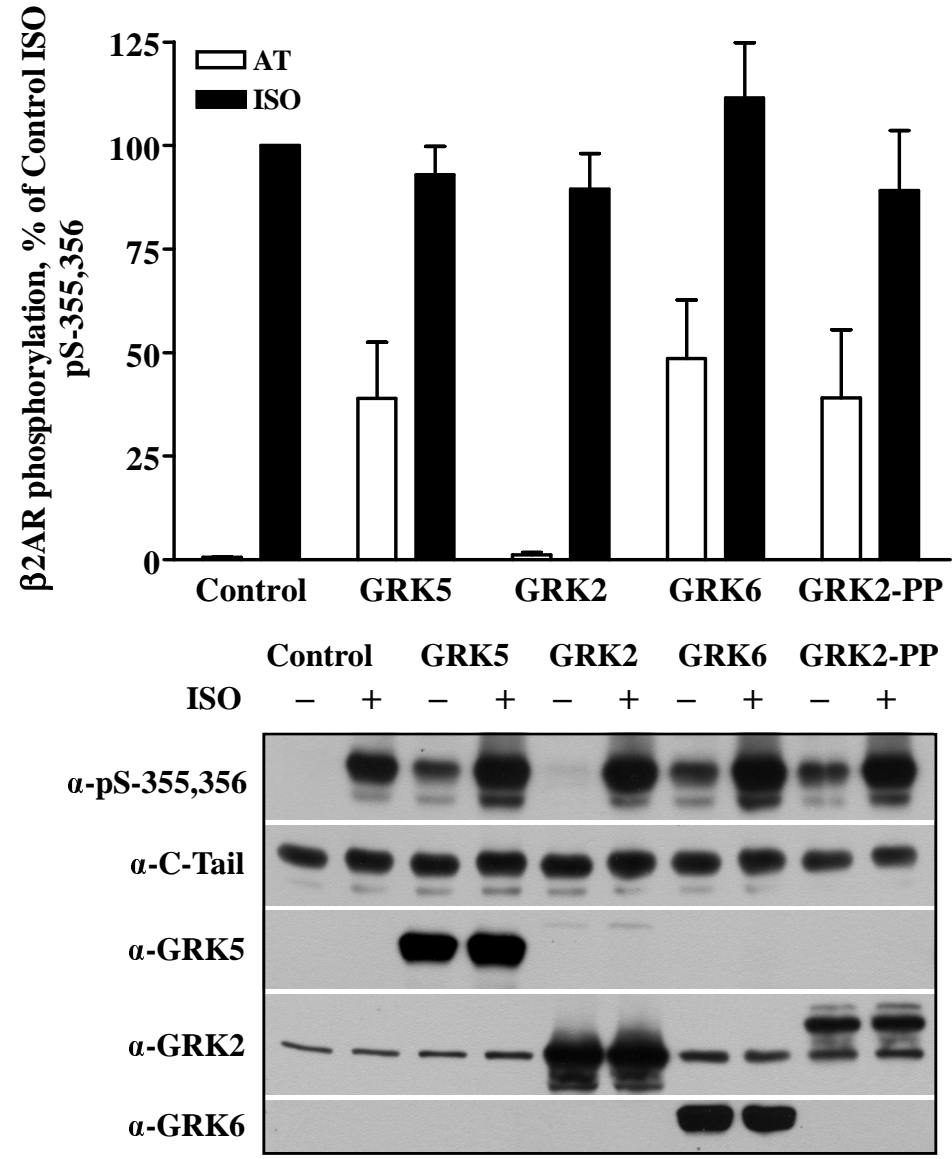 β2AR phosphorylation, % of Control ISO
pS-355,356
125
100
75
50
25
0
AT
ISO
Control GRK5 GRK2 GRK6 GRK2-PP
Control GRK5 GRK2 GRK6 GRK2-PP
ISO − + − + − + − + − +
α-pS-355,356
α-C-Tail
α-GRK5
α-GRK2
α-GRK6